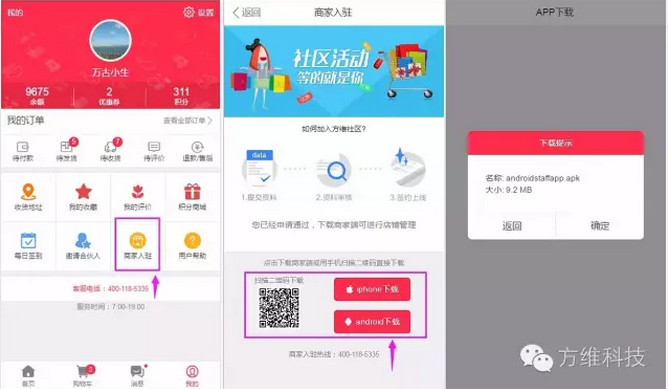 我的
设置
万古小生
9675
余额
2
优惠券
311
积分
我的订单
查看全部订单 >
待付款
5
待发货
7
待收货
待评价
退款/售后
收货地址
我的收藏
我的评价
积分商城
每日签到
邀请合伙人
商家入驻
用户帮助
客服电话：400-118-5335
服务时间：7:00-19:00
首页
2
购物车
消息
我的
返回
商家入驻
社区活动
等的就是你
如何加入方维社区?
data
1.提交资料
2.资料审核
3.签约上线
您已经申请通过，下载商家端可进行店铺管理
点击下载商家端或用手机扫描二维码直接下载
扫描二维码下载
iphone下载
android下载
商家入驻热线：400-118-5335
APP下载
下载提示
名称: androidstaffapp.apk
大小: 9.2 MB
返回
确定
方维科技